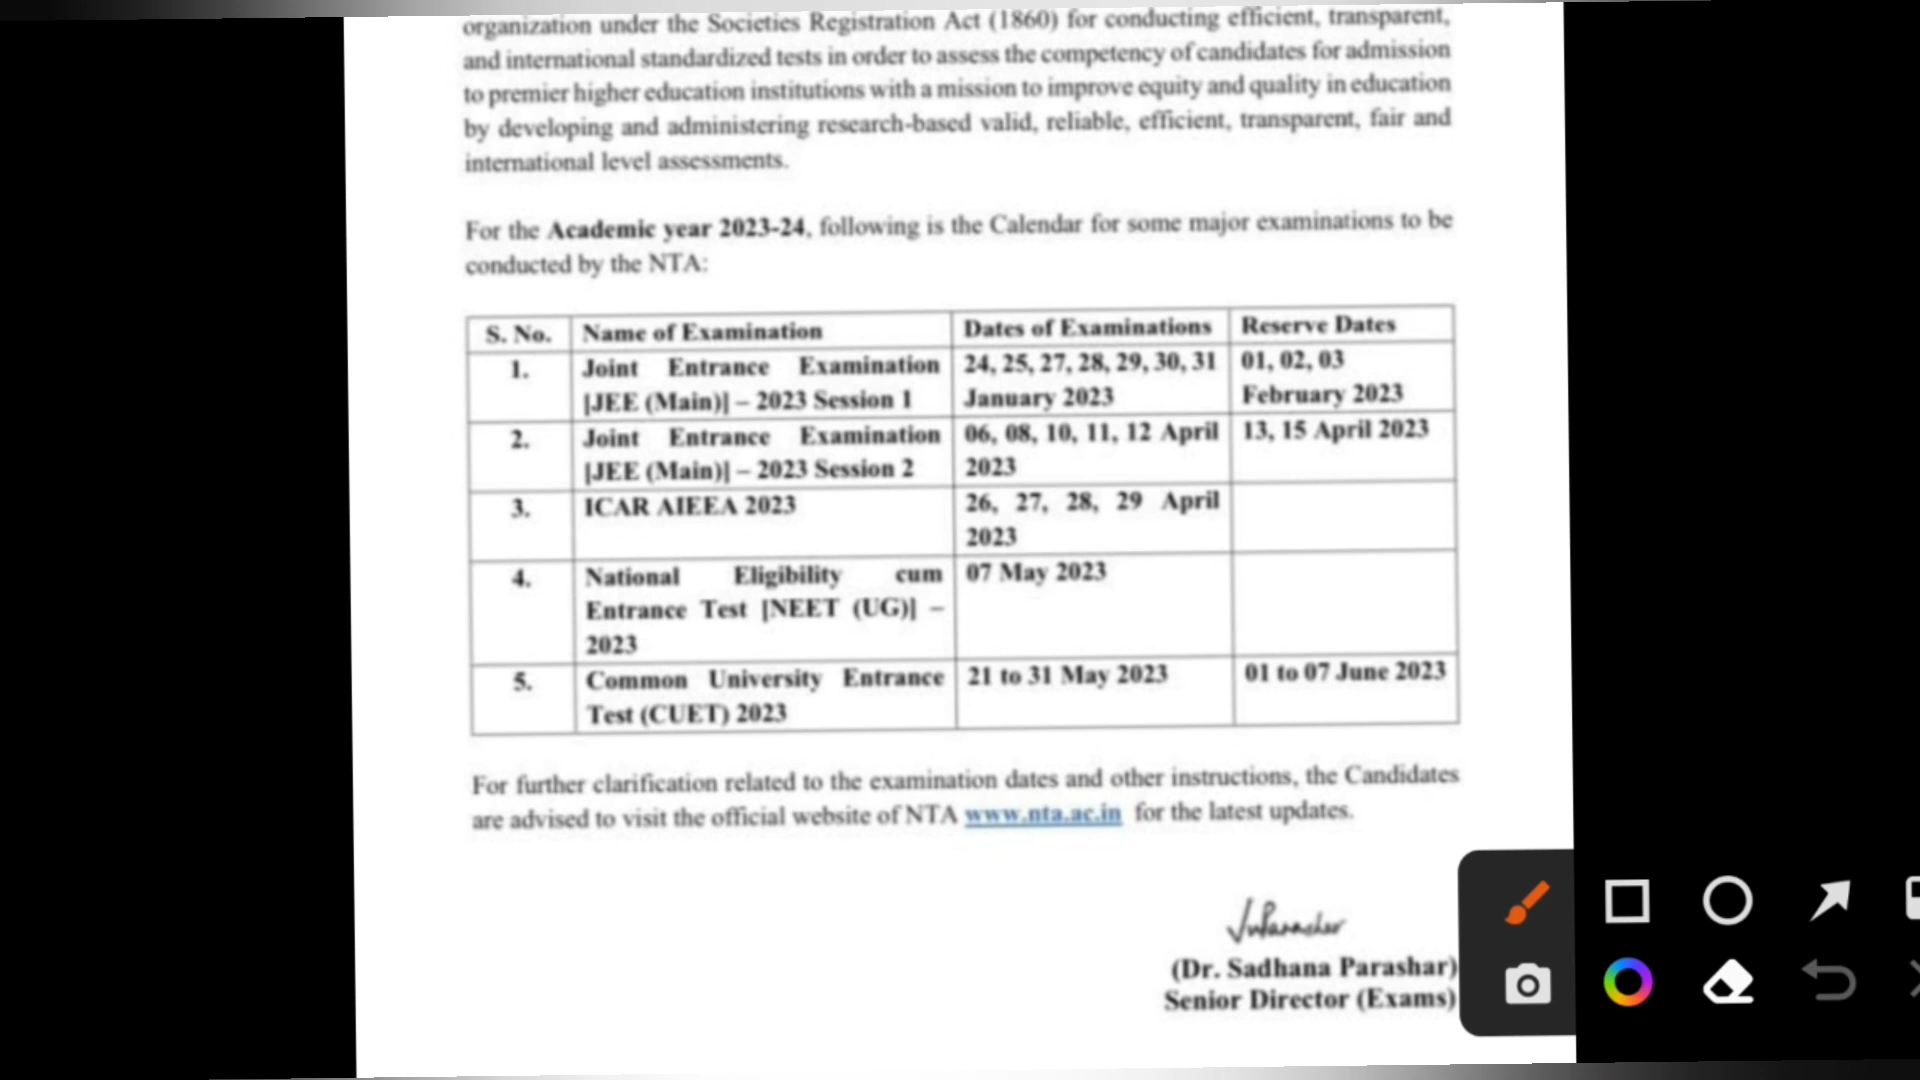 organization under the Societies Registration Act (1860) for conducting efficient, transparent,
and international standardized tests in order to assess the competency of candidates for admission
to premier higher education institutions with a mission to improve equity and quality in education
by developing and administering research-based valid, reliable, efficient, transparent, fair and
international level assessments.
For the Academic year 2023-24, following is the Calendar for some major examinations to be
conducted by the NTA:
S. No. Name of Examination Dates of Examinations Reserve Dates
1. Joint Entrance Examination 24, 25, 27, 28, 29, 30, 31 01, 02, 03
[JEE (Main)] – 2023 Session 1 January 2023 February 2023
2. Joint Entrance Examination 06, 08, 10, 11, 12 April 13, 15 April 2023
[JEE (Main)] – 2023 Session 2 2023
3. ICAR AIEEA 2023 26, 27, 28, 29 April
2023
4. National Eligibility cum 07 May 2023
Entrance Test [NEET (UG)] –
2023
5. Common University Entrance 21 to 31 May 2023 01 to 07 June 2023
Test (CUET) 2023
For further clarification related to the examination dates and other instructions, the Candidates
are advised to visit the official website of NTA www.nta.ac.in for the latest updates.
(Dr. Sadhana Parashar)
Senior Director (Exams)